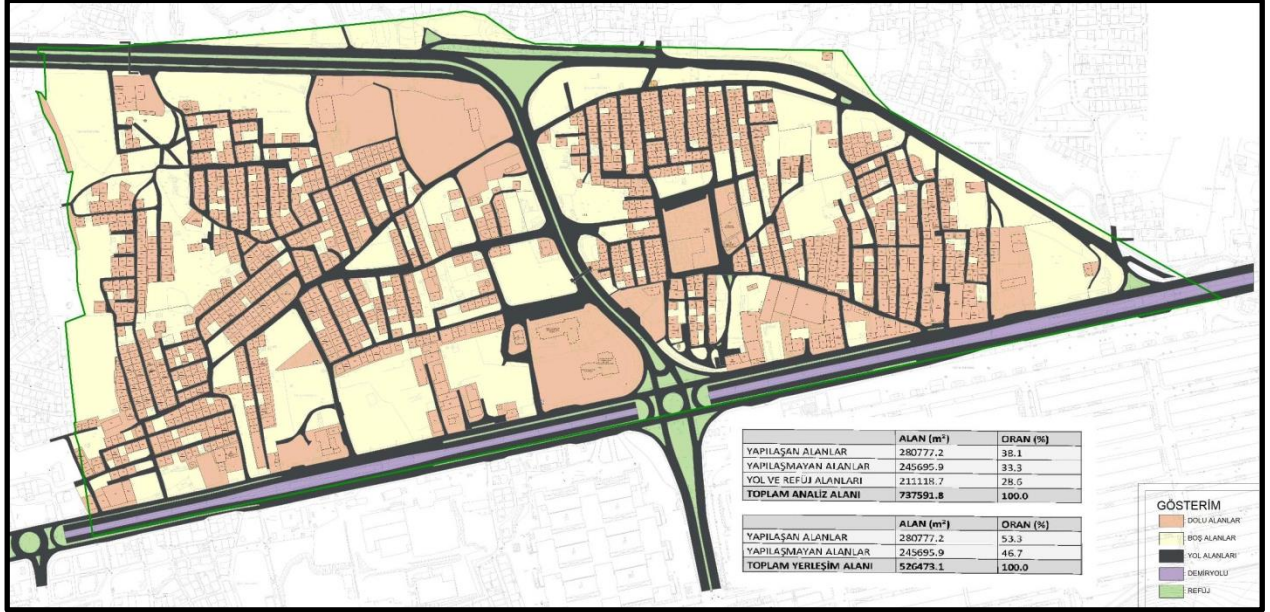 ALAN (m²) ORAN (%)
YAPILAŞAN ALANLAR 280777.2 38.1
YAPILAŞMAYAN ALANLAR 245695.9 33.3
YOL VE REFÜJ ALANLARI 211118.7 28.6
TOPLAM ANALİZ ALANI 737591.8 100.0
ALAN (m²) ORAN (%)
YAPILAŞAN ALANLAR 280777.2 53.3
YAPILAŞMAYAN ALANLAR 245695.9 46.7
TOPLAM YERLEŞİM ALANI 526473.1 100.0
GÖSTERİM
DOLU ALANLAR
BOŞ ALANLAR
YOL ALANLARI
DEMİRYOLU
REFÜJ